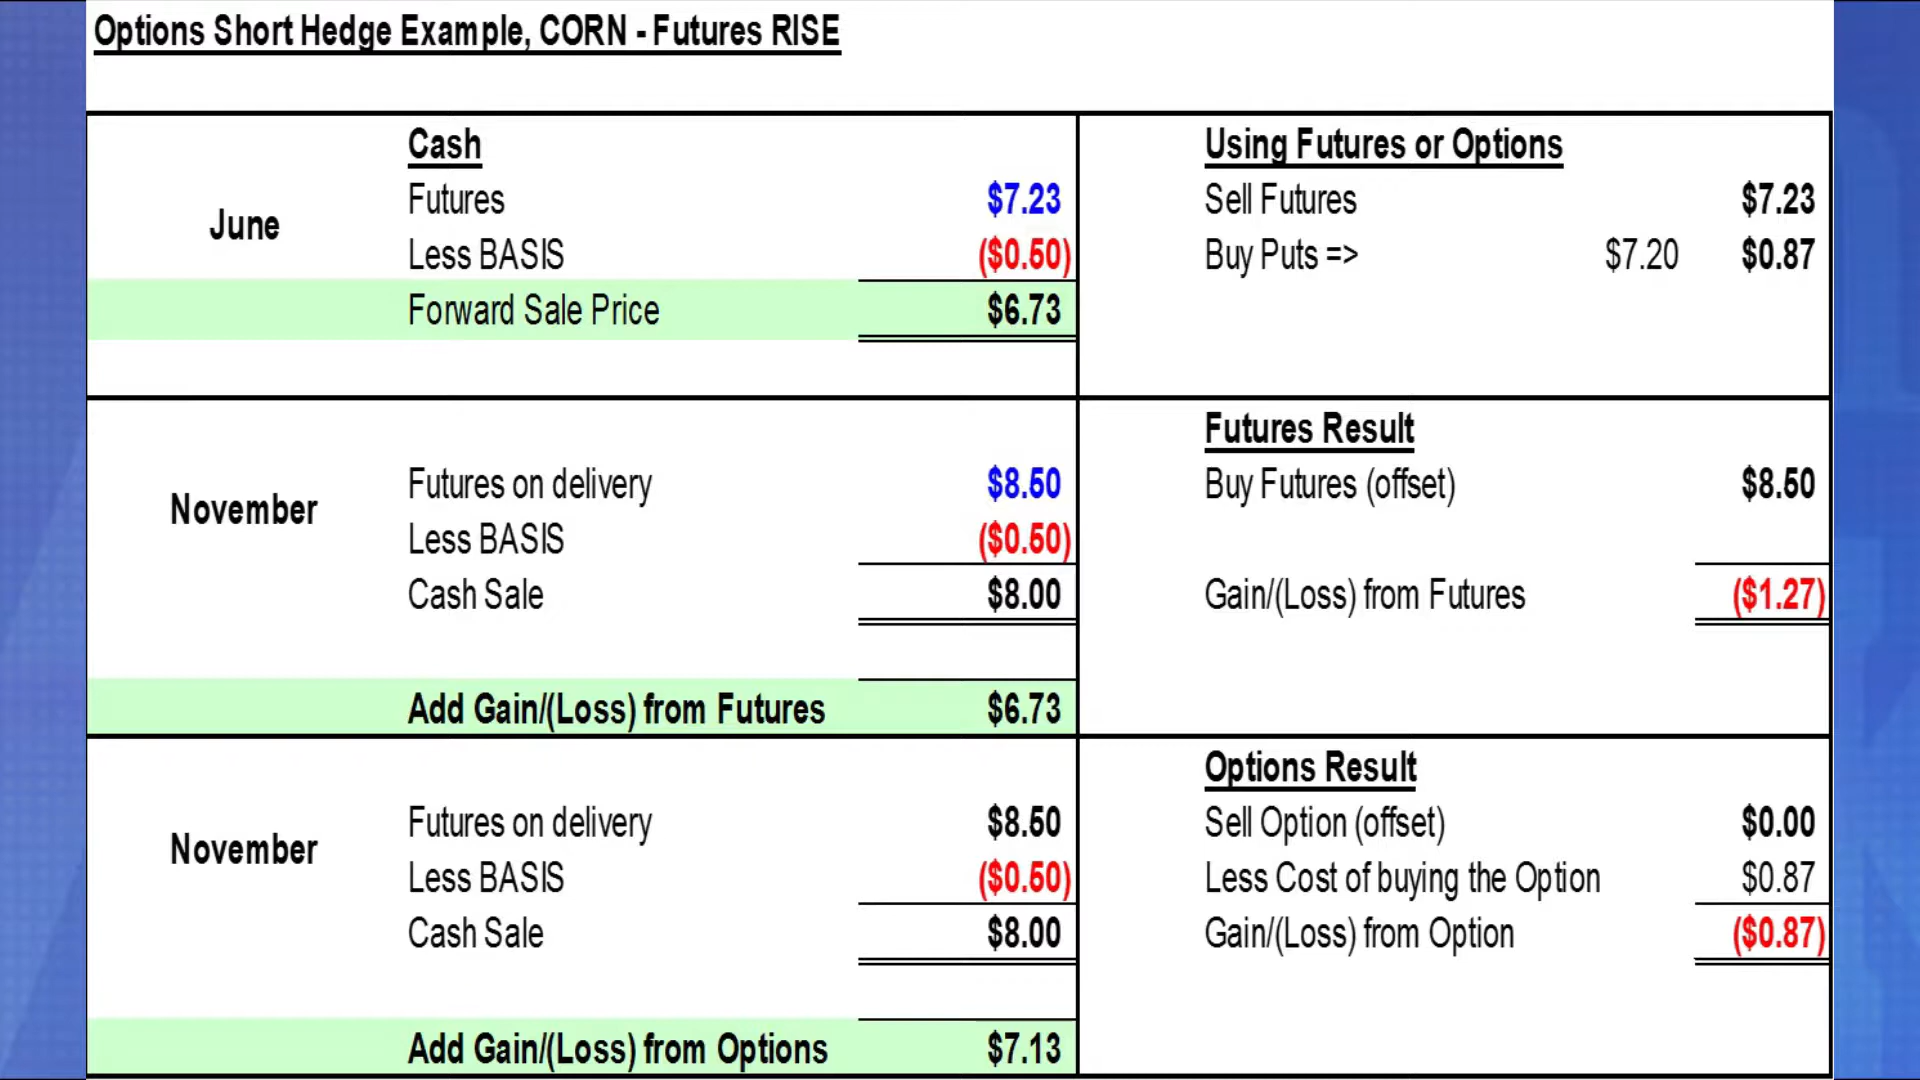 Options Short Hedge Example, CORN - Futures RISE
Cash
Using Futures or Options
June
Futures $7.23
Sell Futures $7.23
Less BASIS ($0.50)
Buy Puts => $7.20 $0.87
Forward Sale Price $6.73
Futures Result
November
Futures on delivery $8.50
Buy Futures (offset) $8.50
Less BASIS ($0.50)
Cash Sale $8.00
Gain/(Loss) from Futures ($1.27)
Add Gain/(Loss) from Futures $6.73
Options Result
November
Futures on delivery $8.50
Sell Option (offset) $0.00
Less BASIS ($0.50)
Less Cost of buying the Option $0.87
Cash Sale $8.00
Gain/(Loss) from Option ($0.87)
Add Gain/(Loss) from Options $7.13